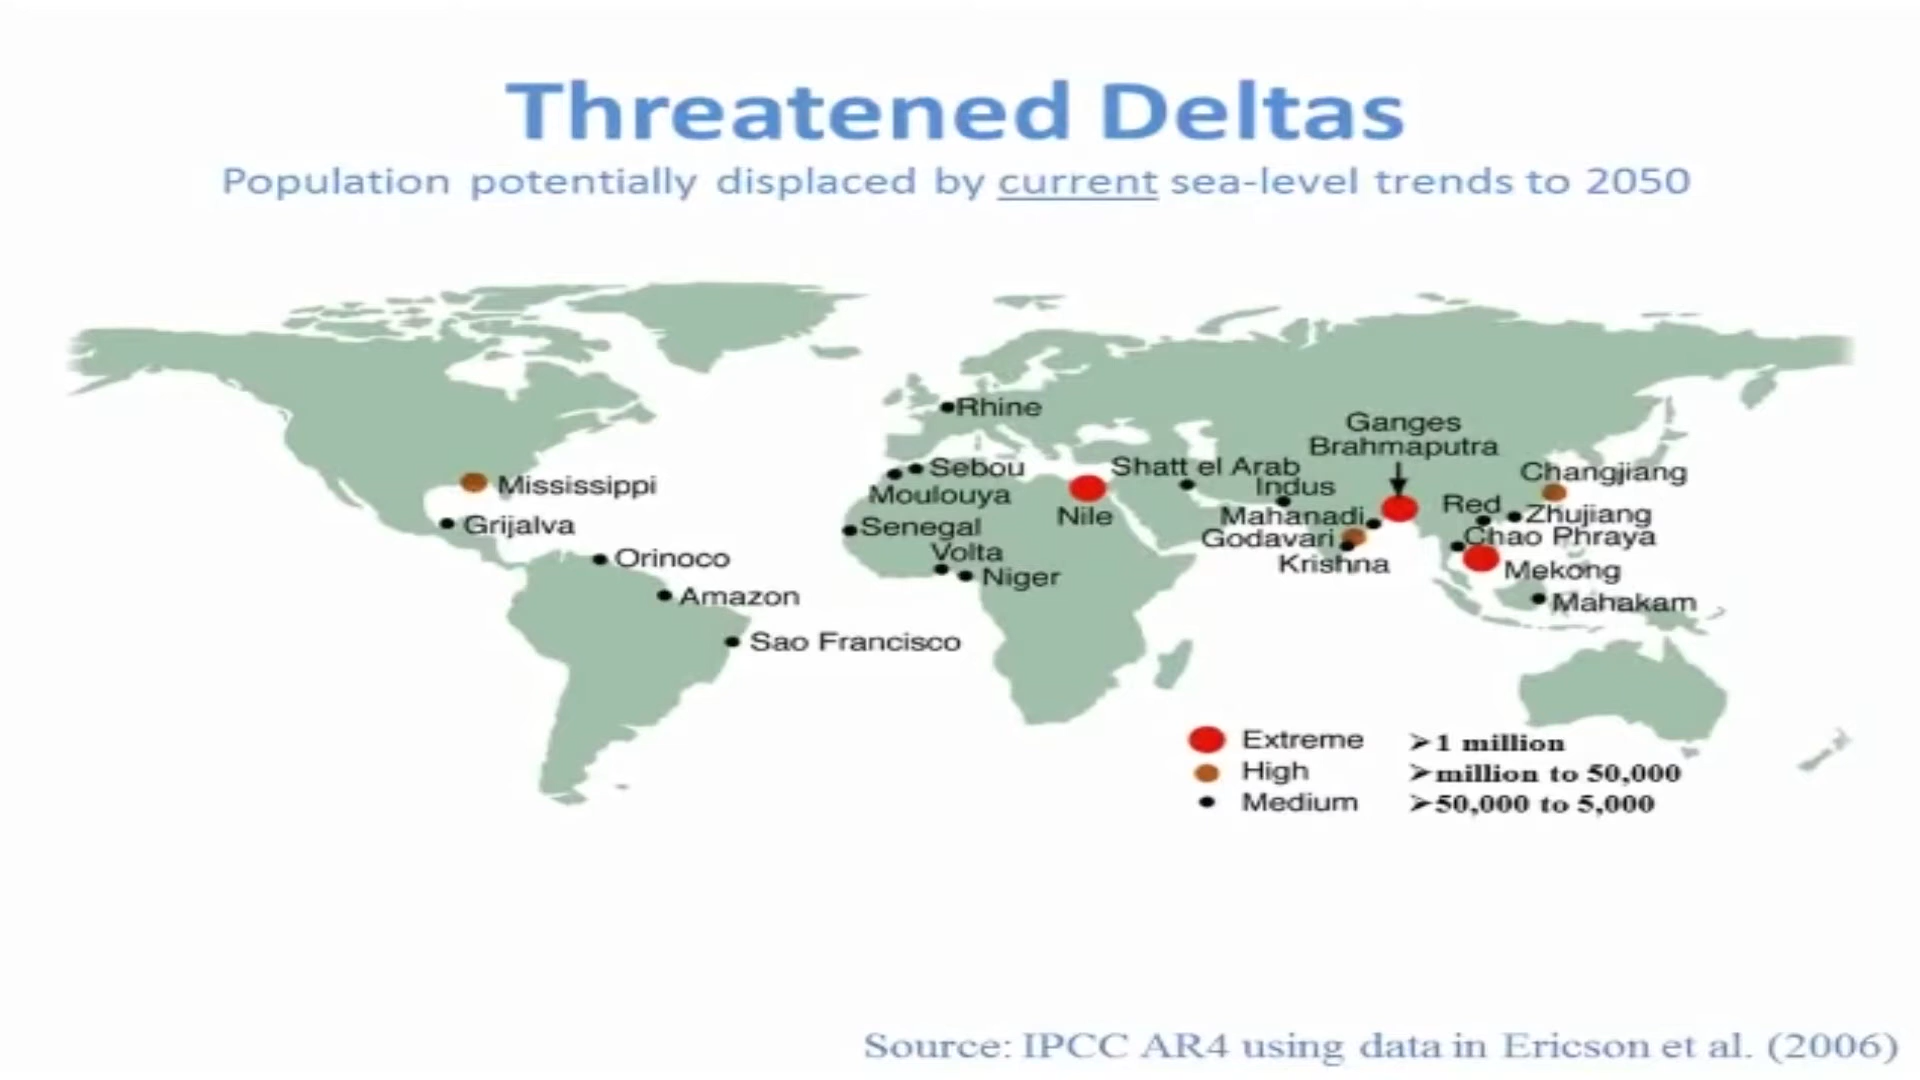 Threatened Deltas
Population potentially displaced by current sea-level trends to 2050
Rhine
Ganges
Brahmaputra
Sebou
Shatt el Arab
Changjiang
Mississippi
Moulouya
Indus
Nile
Mahanadi
Red
Zhujiang
Grijalva
Senegal
Godavari
Chao Phraya
Volta
Krishna
Orinoco
Niger
Mekong
Amazon
Mahakam
Sao Francisco
Extreme ➢1 million
High ➢million to 50,000
Medium ➢50,000 to 5,000
Source: IPCC AR4 using data in Ericson et al. (2006)